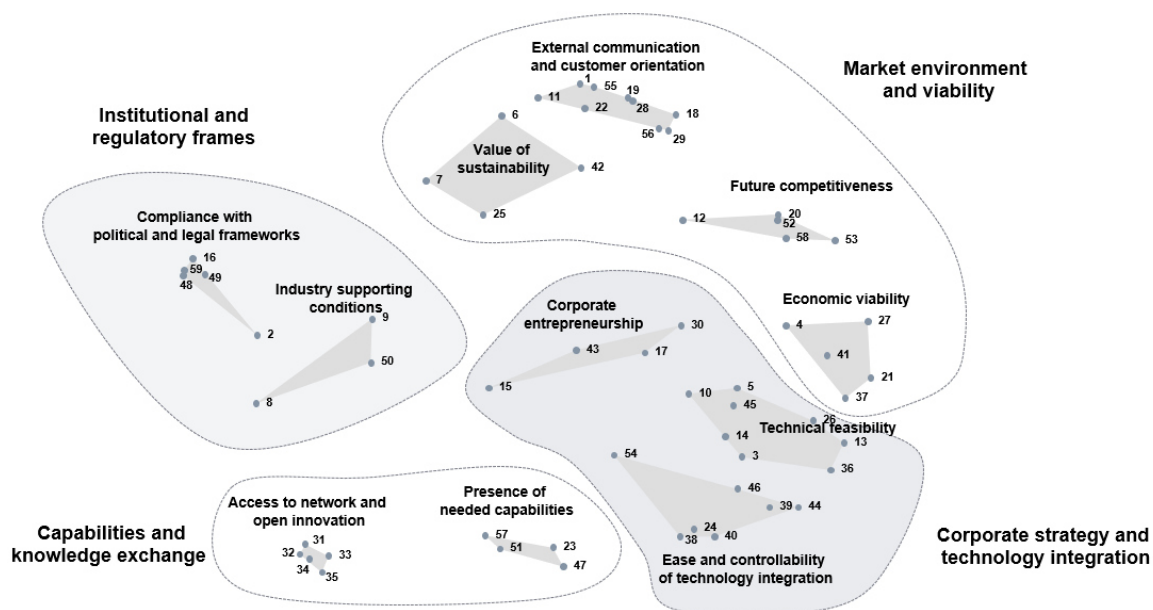 External communication
and customer orientation
Market environment
and viability
1
55
19
11
22
28
18
56
29
Institutional and
regulatory frames
6
Value of
sustainability
42
7
25
Future competitiveness
12
20
52
58
53
Compliance with
political and legal frameworks
16
59
49
48
2
Industry supporting
conditions
9
50
8
Economic viability
4
27
41
21
37
Corporate
entrepreneurship
30
43
17
15
10
5
45
26
Technical feasibility
14
13
3
36
54
46
39
44
24
38
40
Ease and controllability
of technology integration
Corporate strategy and
technology integration
Capabilities and
knowledge exchange
Access to network and
open innovation
31
32
33
34
35
Presence of
needed capabilities
57
51
23
47